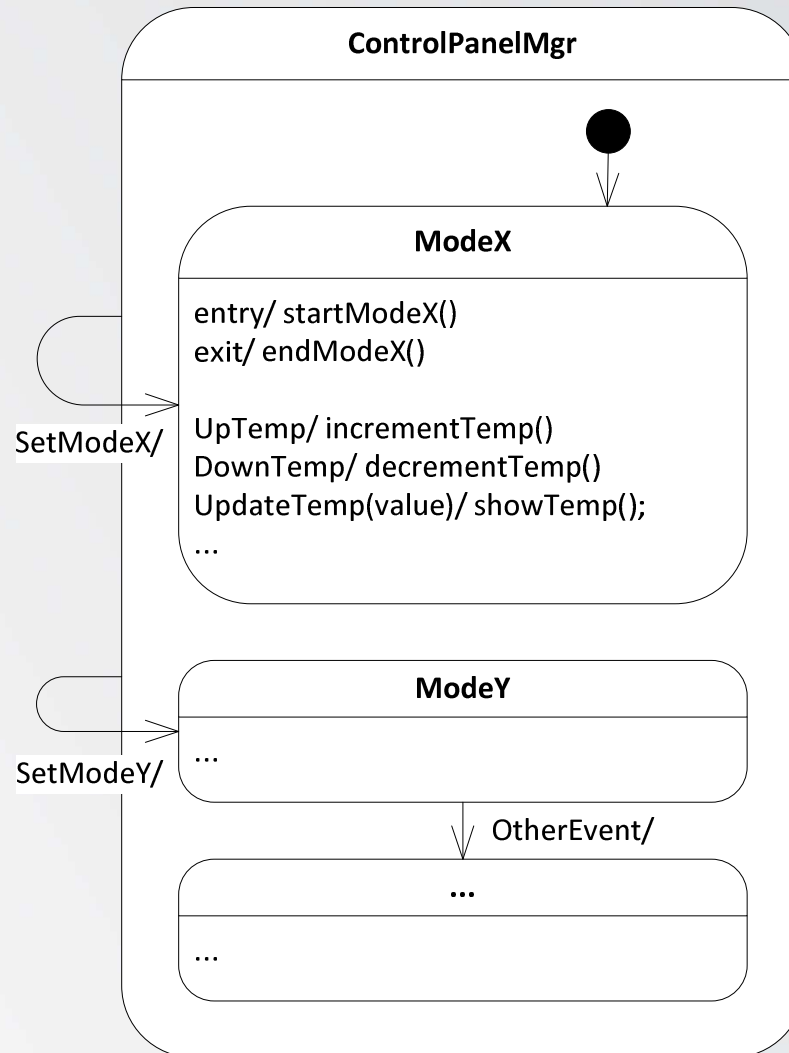 ControlPanelMgr
ModeX
entry/ startModeX()
exit/ endModeX()
SetModeX/
UpTemp/ incrementTemp()
DownTemp/ decrementTemp()
UpdateTemp(value)/ showTemp();
...
ModeY
SetModeY/
...
OtherEvent/
...
...